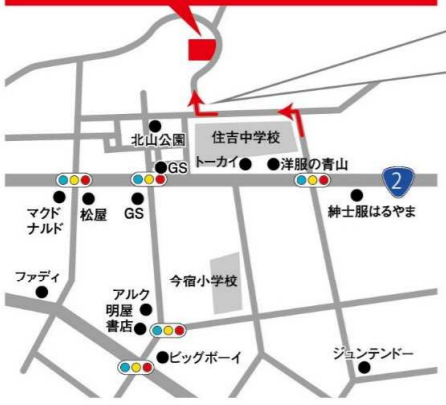 北山公園
住吉中学校
GS
トーカイ
洋服の青山
2
マクド
ナルド
松屋
GS
紳士服はるやま
ファディ
今宿小学校
アルク
明屋
書店
ビッグボーイ
ジュンテンドー